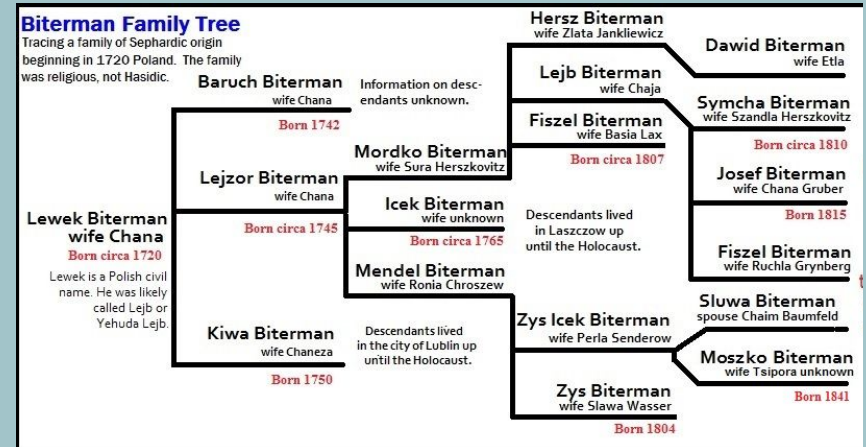 Biterman Family Tree
Tracing a family of Sephardic origin
beginning in 1720 Poland. The family
was religious, not Hasidic.
Lewek Biterman
wife Chana
Born circa 1720
Lewek is a Polish civil
name. He was likely
called Lejb or
Yehuda Lejb.
Baruch Biterman
wife Chana
Born 1742
Information on desc-
endants unknown.
Lejzor Biterman
wife Chana
Born circa 1745
Kiwa Biterman
wife Chaneza
Born 1750
Descendants lived
in the city of Lublin up
until the Holocaust.
Mordko Biterman
wife Sura Herszkovitz
Icek Biterman
wife unknown
Born circa 1765
Descendants lived
in Laszczow up
until the Holocaust.
Mendel Biterman
wife Ronia Chroszew
Hersz Biterman
wife Zlata Jankliewicz
Lejb Biterman
wife Chaja
Fiszel Biterman
wife Basia Lax
Born circa 1807
Zys Icek Biterman
wife Perla Senderow
Zys Biterman
wife Slawa Wasser
Born 1804
Dawid Biterman
wife Etla
Symcha Biterman
wife Szandla Herszkovitz
Born circa 1810
Josef Biterman
wife Chana Gruber
Born 1815
Fiszel Biterman
wife Ruchla Grynberg
Sluwa Biterman
spouse Chaim Baumfeld
Moszko Biterman
wife Tsipora unknown
Born 1841